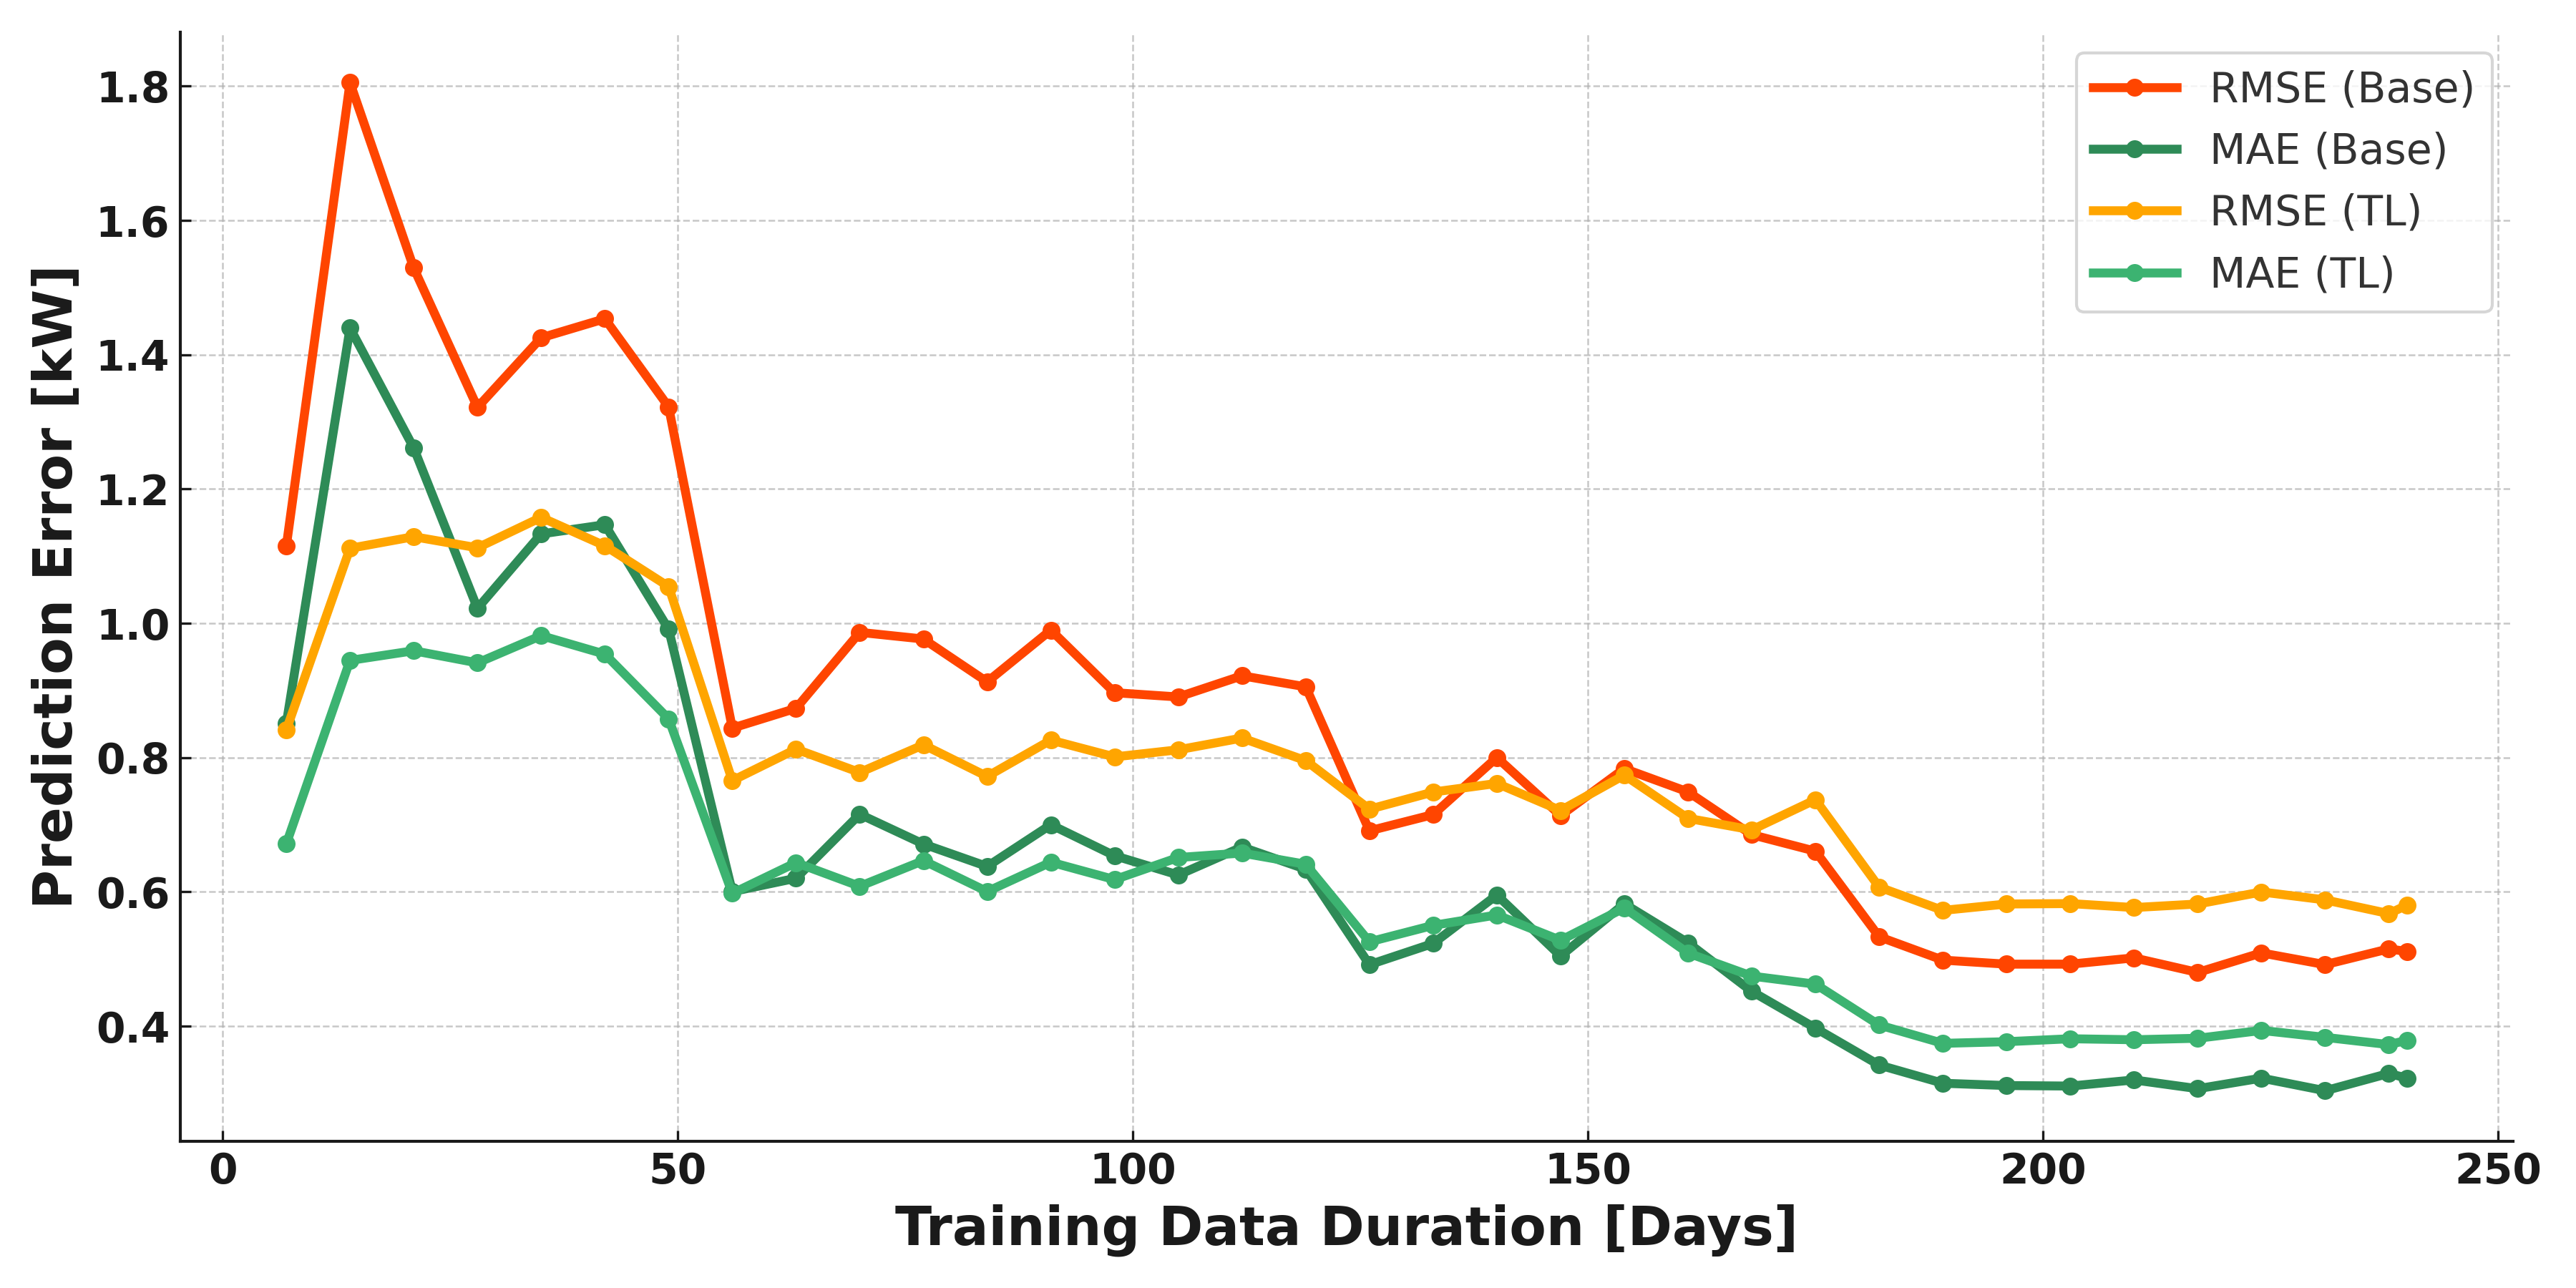 RMSE (Base)
MAE (Base)
RMSE (TL)
MAE (TL)
Prediction Error [kW]
1.8
1.6
1.4
1.2
1.0
0.8
0.6
0.4
0 50 100 150 200 250
Training Data Duration [Days]